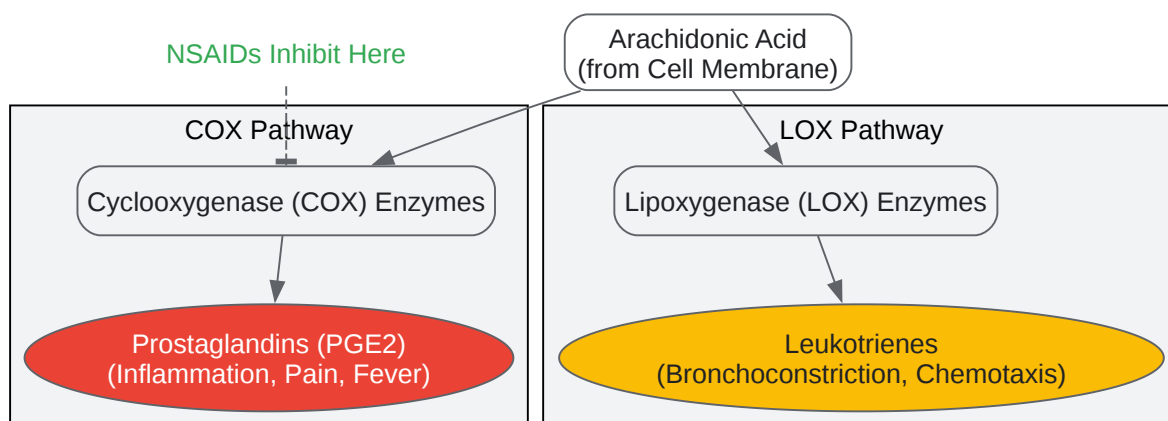 NSAIDs Inhibit Here
Arachidonic Acid
(from Cell Membrane)
COX Pathway
LOX Pathway
Cyclooxygenase (COX) Enzymes
Lipoxygenase (LOX) Enzymes
Prostaglandins (PGE2)
(Inflammation, Pain, Fever)
Leukotrienes
(Bronchoconstriction, Chemotaxis)